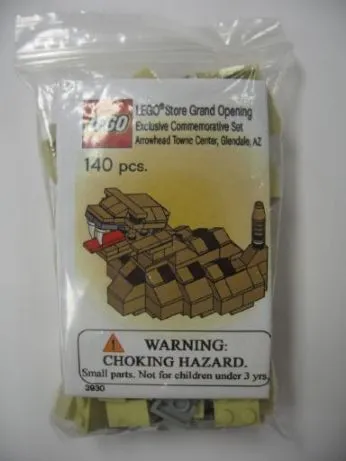 LEGO
LEGO® Store Grand Opening
Exclusive Commemorative Set
Arrowhead Towne Center, Glendale, AZ
140 pcs.
WARNING:
CHOKING HAZARD.
Small parts. Not for children under 3 yrs.
3930